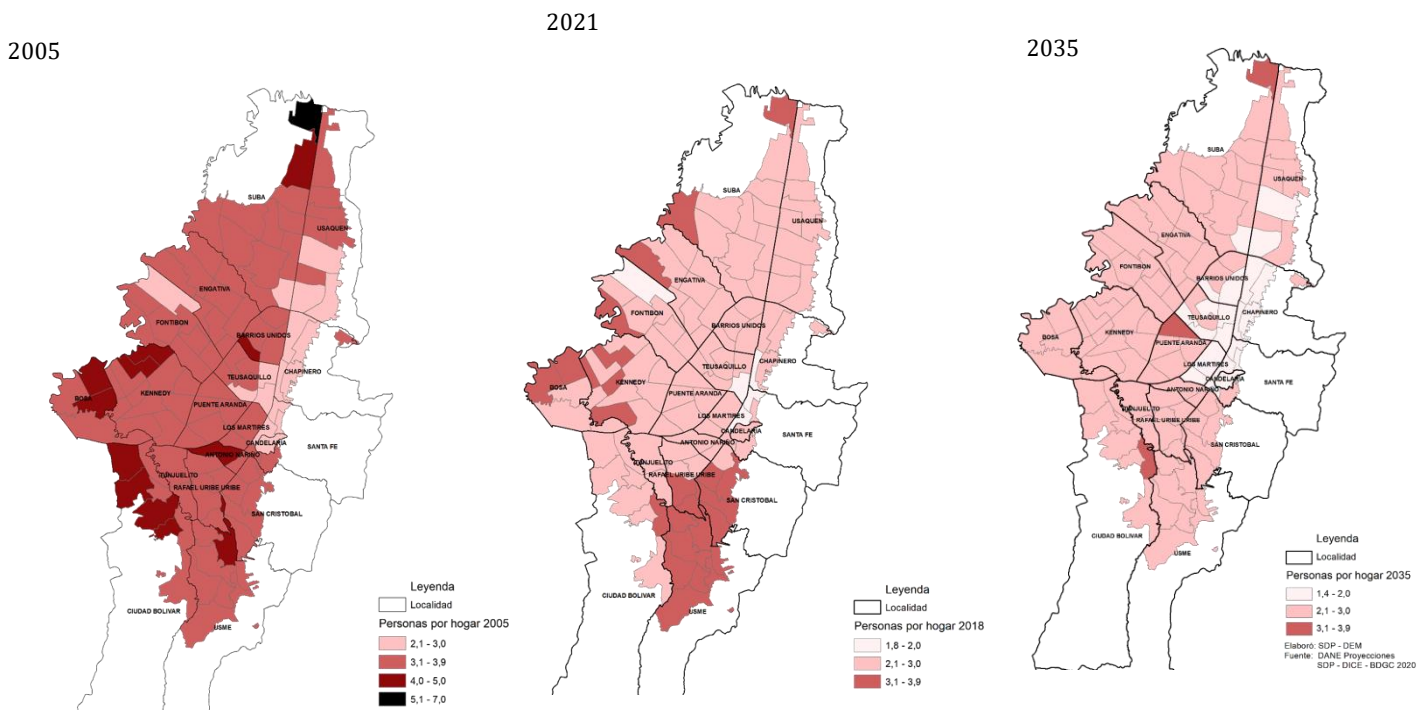 2005
SUBA
USAQUEN
ENGATIVA
FONTIBON
BARRIOS UNIDOS
TEUSAQUILLO
CHAPINERO
KENNEDY
BOSA
PUENTE ARANDA
LOS MARTIRES
CANDELARIA
SANTA FE
ANTONIO NARIÑO
TUNJUELITO
RAFAEL URIBE URIBE
SAN CRISTOBAL
CIUDAD BOLIVAR
USME
Leyenda
Localidad
Personas por hogar 2005
2,1 - 3,0
3,1 - 3,9
4,0 - 5,0
5,1 - 7,0
2021
SUBA
USAQUEN
ENGATIVA
FONTIBON
BARRIOS UNIDOS
TEUSAQUILLO
CHAPINERO
BOSA
KENNEDY
PUENTE ARANDA
LOS MARTIRES
CANDELARIA
SANTA FE
ANTONIO NARIÑO
TUNJUELITO
RAFAEL URIBE URIBE
SAN CRISTOBAL
CIUDAD BOLIVAR
USME
Leyenda
Localidad
Personas por hogar 2018
1,8 - 2,0
2,1 - 3,0
3,1 - 3,9
2035
SUBA
USAQUEN
ENGATIVA
FONTIBON
BARRIOS UNIDOS
TEUSAQUILLO
CHAPINERO
BOSA
KENNEDY
PUENTE ARANDA
LOS MARTIRES
CANDELARIA
SANTA FE
ANTONIO NARIÑO
TUNJUELITO
RAFAEL URIBE URIBE
SAN CRISTOBAL
CIUDAD BOLIVAR
USME
Leyenda
Localidad
Personas por hogar 2035
1,4 - 2,0
2,1 - 3,0
3,1 - 3,9
Elaboró: SDP - DEM
Fuente: DANE Proyecciones
SDP - DICE - BDGC 2020